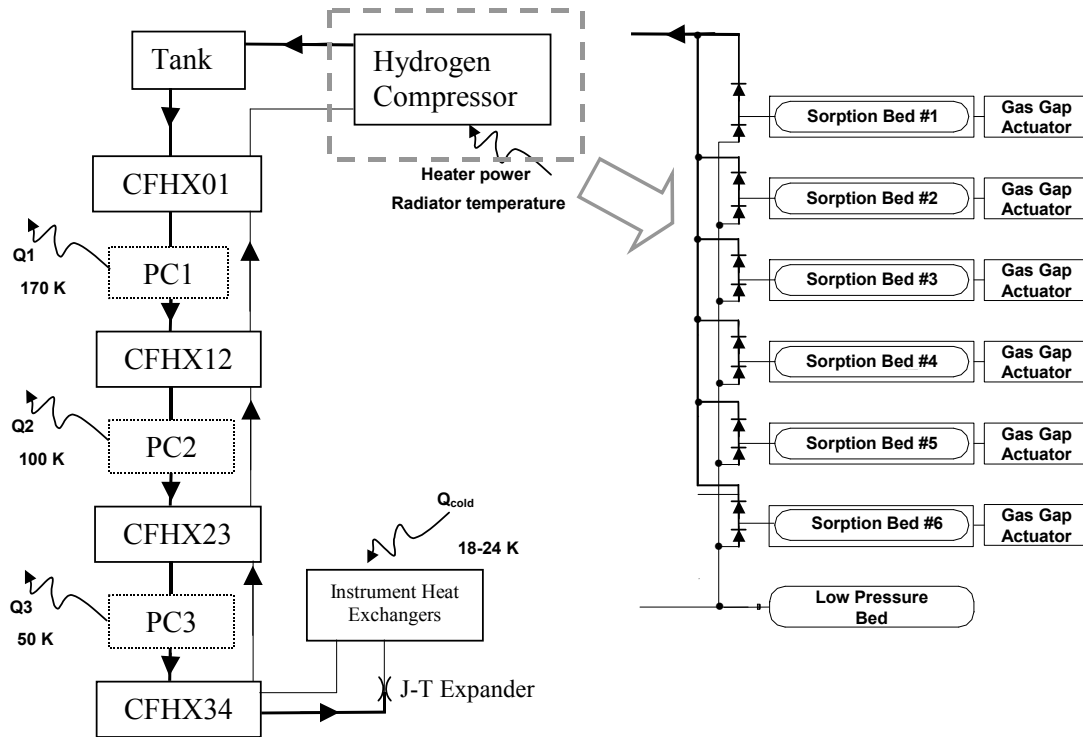 Tank
Hydrogen
Compressor
Heater power
Radiator temperature
CFHX01
Q1
170 K
PC1
CFHX12
Q2
100 K
PC2
CFHX23
Qcold
18-24 K
Instrument Heat
Exchangers
Q3
50 K
PC3
CFHX34
J-T Expander
Sorption Bed #1
Gas Gap
Actuator
Sorption Bed #2
Gas Gap
Actuator
Sorption Bed #3
Gas Gap
Actuator
Sorption Bed #4
Gas Gap
Actuator
Sorption Bed #5
Gas Gap
Actuator
Sorption Bed #6
Gas Gap
Actuator
Low Pressure
Bed